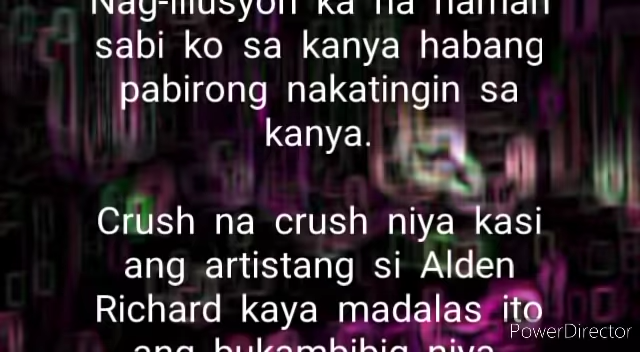 Nag-illusyon ka na naman
sabi ko sa kanya habang
pabirong nakatingin sa
kanya.
Crush na crush niya kasi
ang artistang si Alden
Richard kaya madalas ito
ang bukambibig niya
PowerDirector